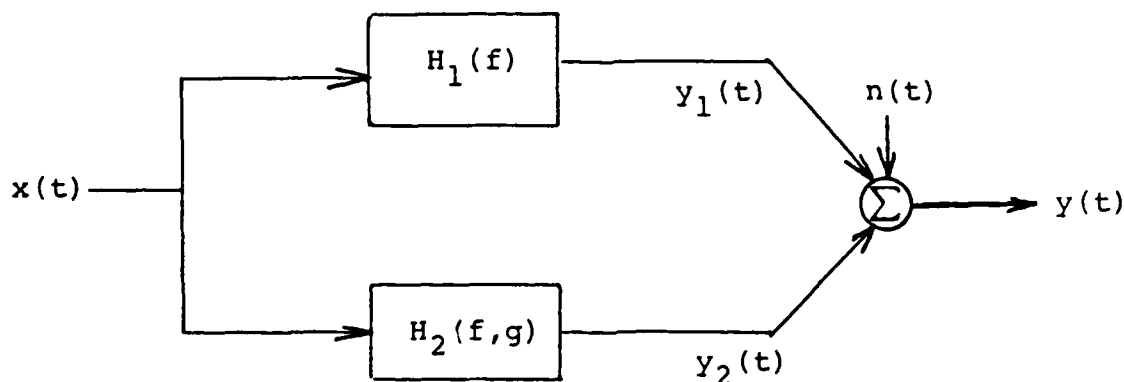 H₁(f)
y₁(t)
n(t)
x(t)
Σ
y(t)
H₂(f,g)
y₂(t)